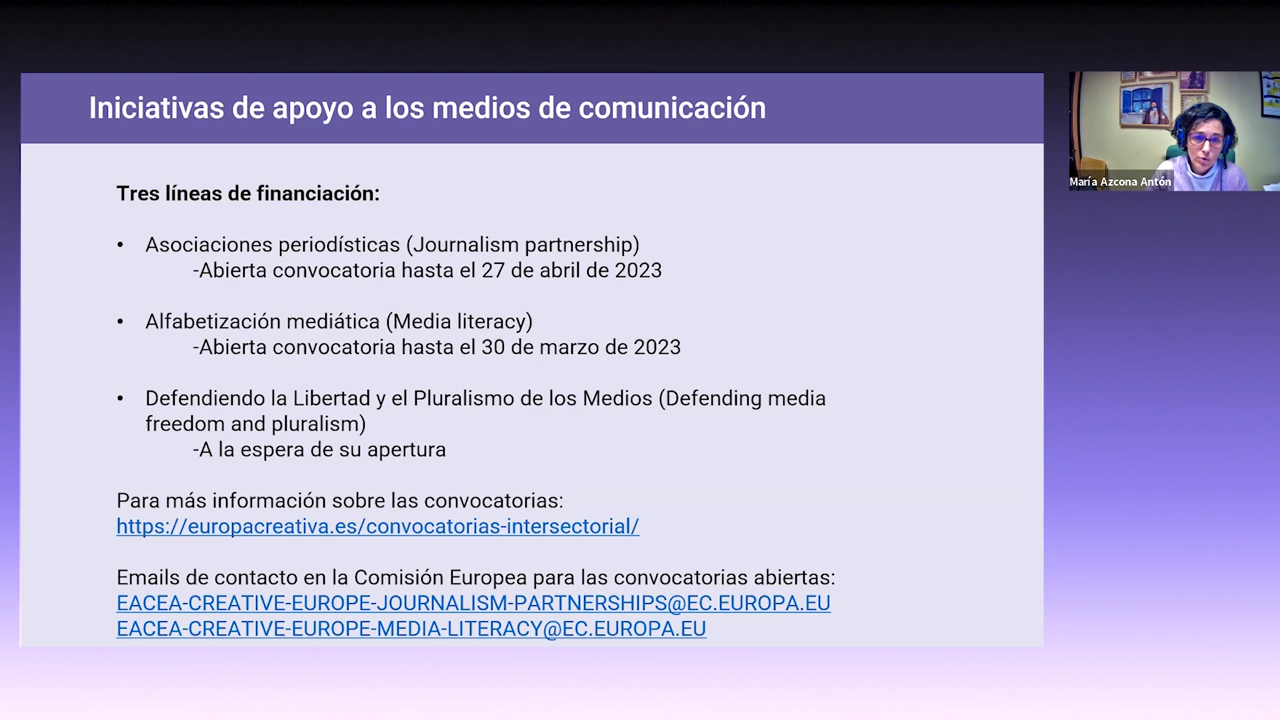 Iniciativas de apoyo a los medios de comunicación
María Azcona Antón
Tres líneas de financiación:
• Asociaciones periodísticas (Journalism partnership)
-Abierta convocatoria hasta el 27 de abril de 2023
• Alfabetización mediática (Media literacy)
-Abierta convocatoria hasta el 30 de marzo de 2023
• Defendiendo la Libertad y el Pluralismo de los Medios (Defending media
freedom and pluralism)
-A la espera de su apertura
Para más información sobre las convocatorias:
https://europacreativa.es/convocatorias-intersectorial/
Emails de contacto en la Comisión Europea para las convocatorias abiertas:
EACEA-CREATIVE-EUROPE-JOURNALISM-PARTNERSHIPS@EC.EUROPA.EU
EACEA-CREATIVE-EUROPE-MEDIA-LITERACY@EC.EUROPA.EU